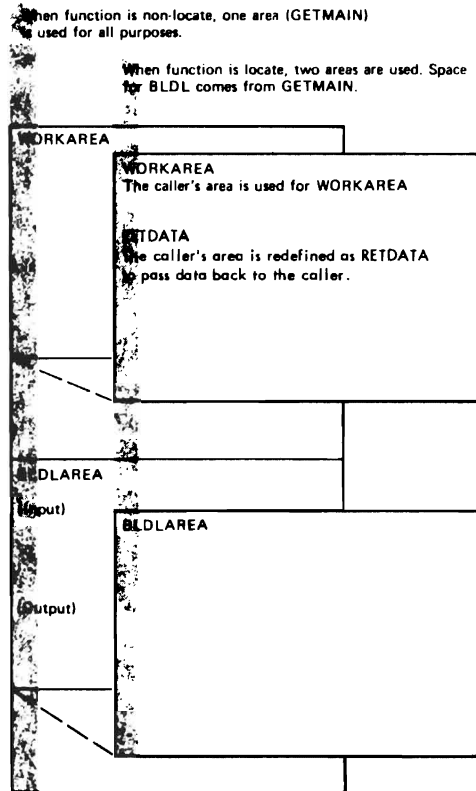 When function is non-locate, one area (GETMAIN)
is used for all purposes.
When function is locate, two areas are used. Space
for BLDL comes from GETMAIN.
WORKAREA
WORKAREA
The caller's area is used for WORKAREA
RETDATA
The caller's area is redefined as RETDATA
to pass data back to the caller.
BLDLAREA
(Input)
BLDLAREA
(Output)